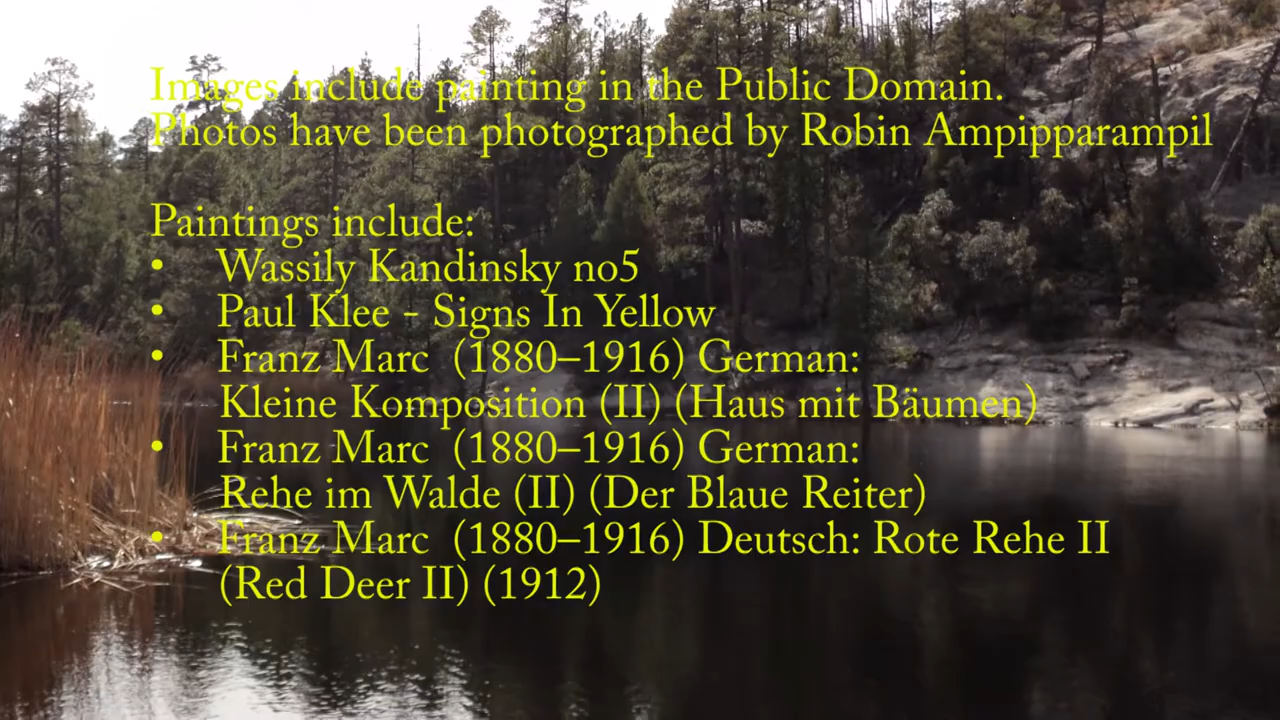 Images include painting in the Public Domain.
Photos have been photographed by Robin Ampipparampil
Paintings include:
• Wassily Kandinsky no5
• Paul Klee - Signs In Yellow
• Franz Marc (1880–1916) German:
Kleine Komposition (II) (Haus mit Bäumen)
• Franz Marc (1880–1916) German:
Rehe im Walde (II) (Der Blaue Reiter)
• Franz Marc (1880–1916) Deutsch: Rote Rehe II
(Red Deer II) (1912)